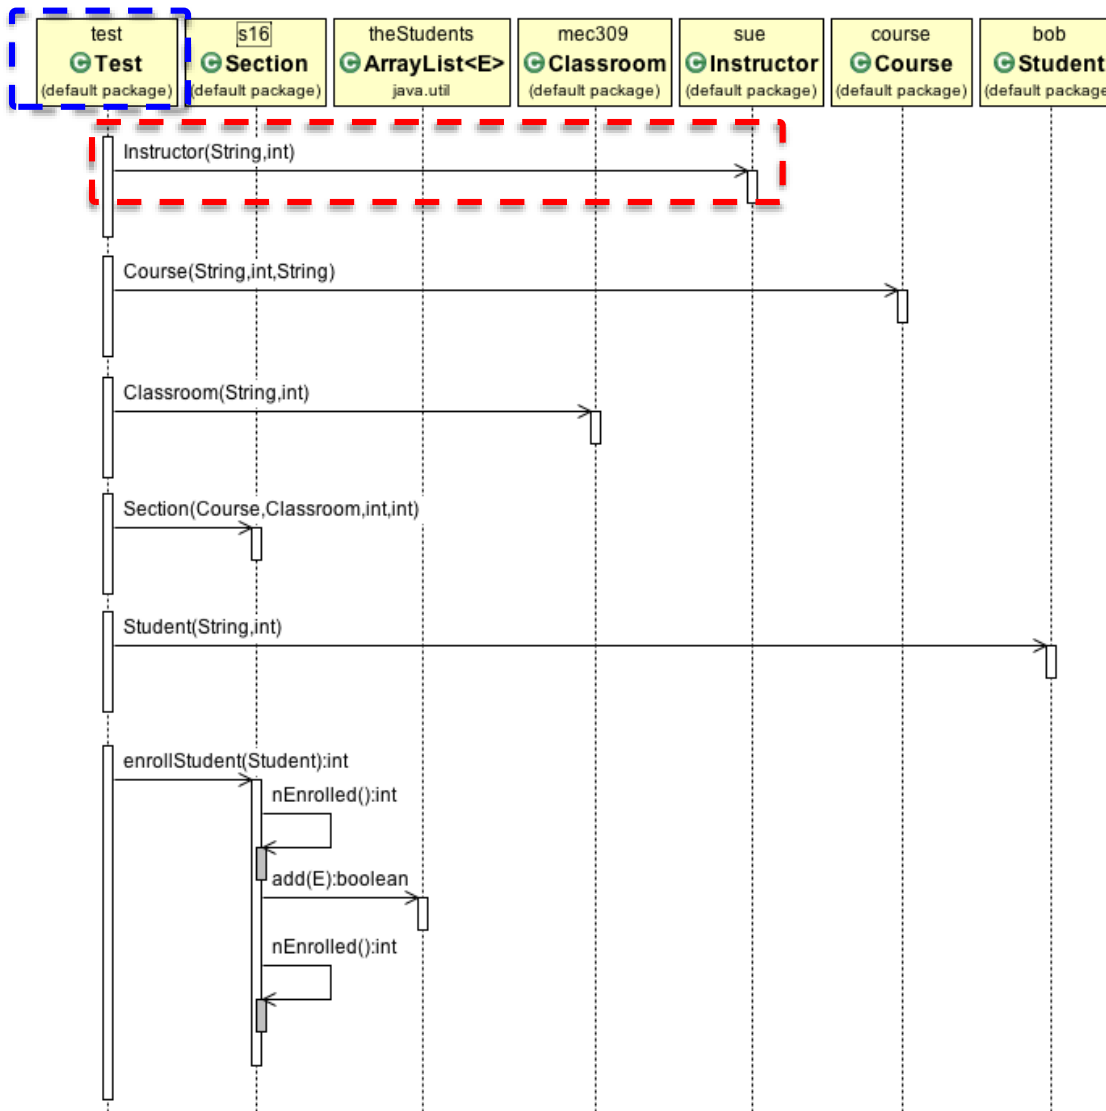 test
Test
(default package)
s16
Section
(default package)
theStudents
ArrayList<E>
java.util
mec309
Classroom
(default package)
sue
Instructor
(default package)
course
Course
(default package)
bob
Student
(default package
Instructor(String,int)
Course(String,int,String)
Classroom(String,int)
Section(Course,Classroom,int,int)
Student(String,int)
enrollStudent(Student):int
nEnrolled():int
add(E):boolean
nEnrolled():int